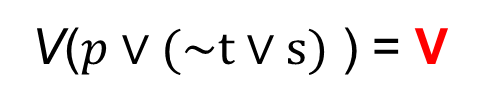 V(p ∨ (~t ∨ s) ) = V